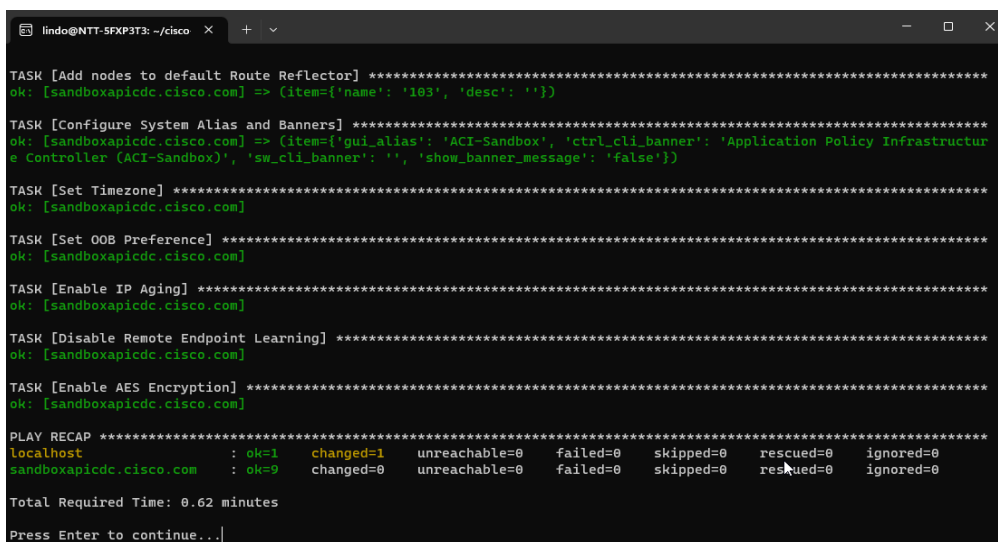 lindo@NTT-5FXP3T3: ~/cisco
TASK [Add nodes to default Route Reflector] ****************************************************************************
ok: [sandboxapicdc.cisco.com] => (item={'name': '103', 'desc': ''})
TASK [Configure System Alias and Banners] ******************************************************************************
ok: [sandboxapicdc.cisco.com] => (item={'gui_alias': 'ACI-Sandbox', 'ctrl_cli_banner': 'Application Policy Infrastructur
e Controller (ACI-Sandbox)', 'sw_cli_banner': '', 'show_banner_message': 'false'})
TASK [Set Timezone] ****************************************************************************************************
ok: [sandboxapicdc.cisco.com]
TASK [Set OOB Preference] **********************************************************************************************
ok: [sandboxapicdc.cisco.com]
TASK [Enable IP Aging] *************************************************************************************************
ok: [sandboxapicdc.cisco.com]
TASK [Disable Remote Endpoint Learning] ********************************************************************************
ok: [sandboxapicdc.cisco.com]
TASK [Enable AES Encryption] *******************************************************************************************
ok: [sandboxapicdc.cisco.com]
PLAY RECAP *************************************************************************************************************
localhost : ok=1 changed=1 unreachable=0 failed=0 skipped=0 rescued=0 ignored=0
sandboxapicdc.cisco.com : ok=9 changed=0 unreachable=0 failed=0 skipped=0 rescued=0 ignored=0
Total Required Time: 0.62 minutes
Press Enter to continue...